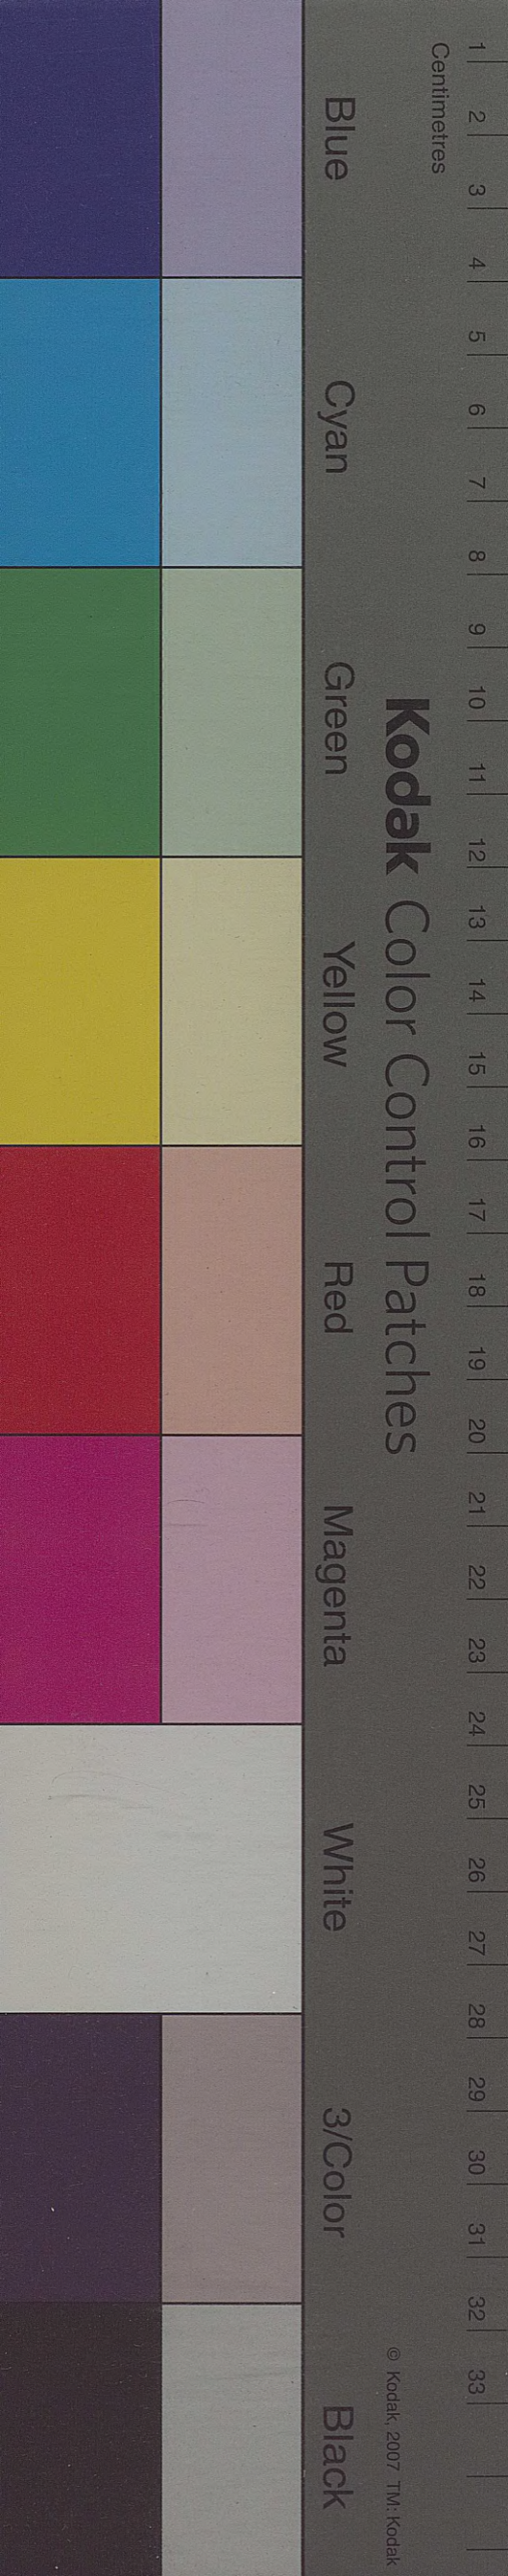 1 2 3 4 5 6 7 8 9 10 11 12 13 14 15 16 17 18 19 20 21 22 23 24 25 26 27 28 29 30 31 32 33
Centimetres
Kodak Color Control Patches
© Kodak, 2007 TM: Kodak
Blue Cyan Green Yellow Red Magenta White 3/Color Black